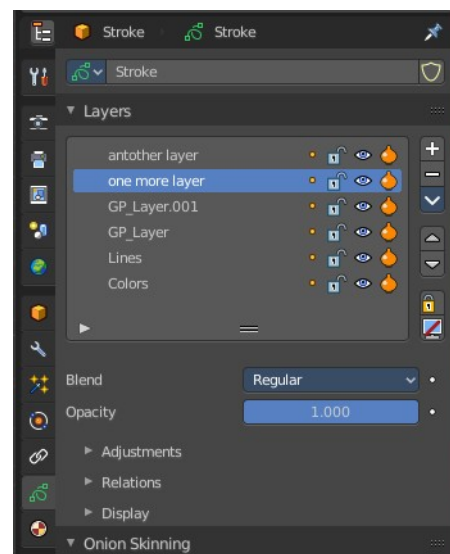 Stroke Stroke
Stroke
Layers
antother layer
one more layer
GP_Layer.001
GP_Layer
Lines
Colors
Blend Regular
Opacity 1.000
Adjustments
Relations
Display
Onion Skinning